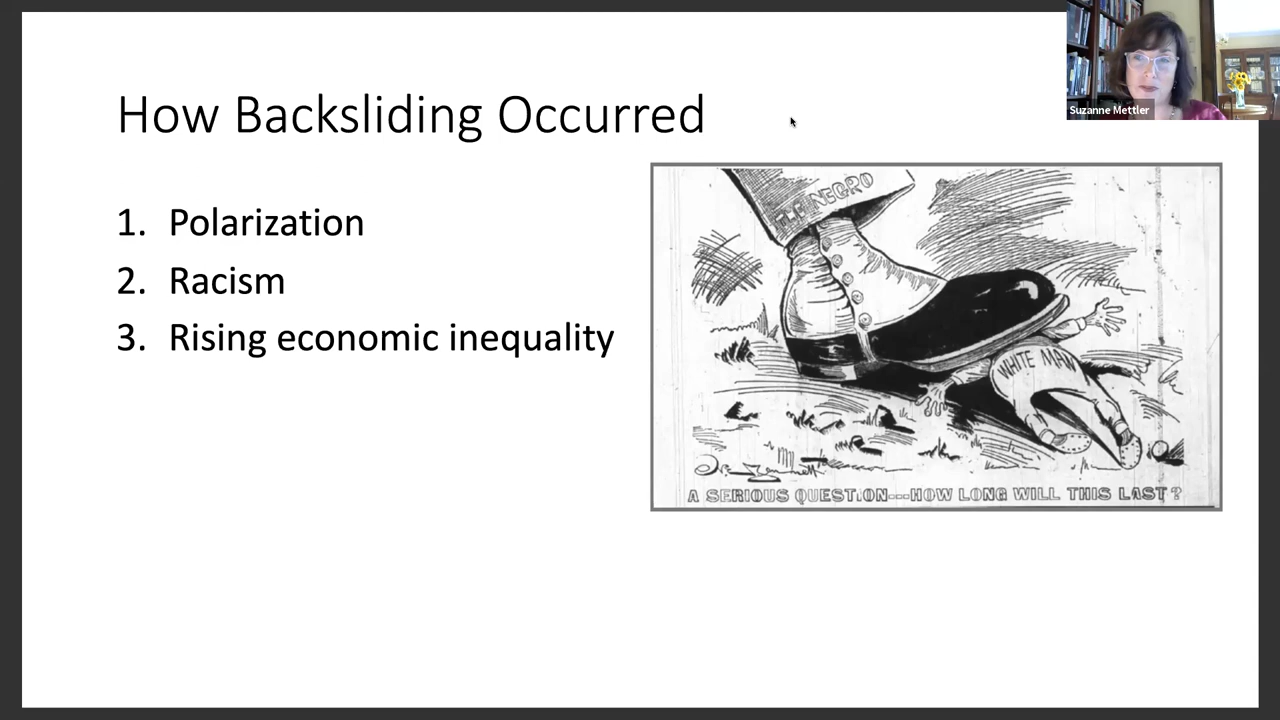 How Backsliding Occurred
1. Polarization
2. Racism
3. Rising economic inequality
THE NEGRO
WHITE MAN
A SERIOUS QUESTION---HOW LONG WILL THIS LAST?
Suzanne Mettler